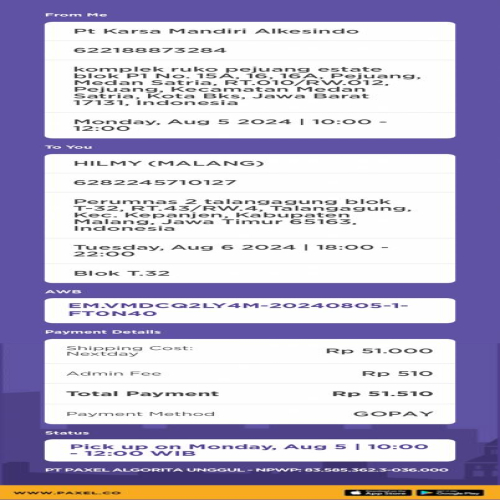 From Me
Pt Karsa Mandiri Alkesindo
622188873284
komplek ruko pejuang estate
blok P1 No. 15A, 16, 16A. Pejuang,
Medan Satria, RT.010/RW.012,
Pejuang, Kecamatan Medan
Satria, Kota Bks, Jawa Barat
17131, Indonesia
Monday, Aug 5 2024 | 10:00 -
12:00
To You
HILMY (MALANG)
6282245710127
Perumnas 2 talangagung blok
T-32, RT.43/RW.4, Talangagung,
Kec. Kepanjen, Kabupaten
Malang, Jawa Timur 65163,
Indonesia
Tuesday, Aug 6 2024 | 18:00 -
22:00
Blok T.32
AWB
EM.VMDCQ2LY4M-20240805-1-
FT0N40
Payment Details
Shipping Cost: Rp 51.000
Nextday
Admin Fee Rp 510
Total Payment Rp 51.510
Payment Method GOPAY
Status
Pick up on Monday, Aug 5 | 10:00
- 12:00 WIB
PT PAXEL ALGORITA UNGGUL - NPWP: 83.585.362.3-036.000
WWW.PAXEL.CO
App Store
Google Play